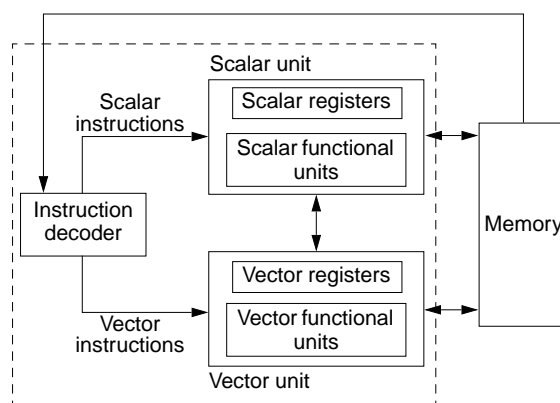 Scalar unit
Scalar
instructions
Scalar registers
Scalar functional
units
Instruction
decoder
Memory
Vector registers
Vector functional
units
Vector
instructions
Vector unit